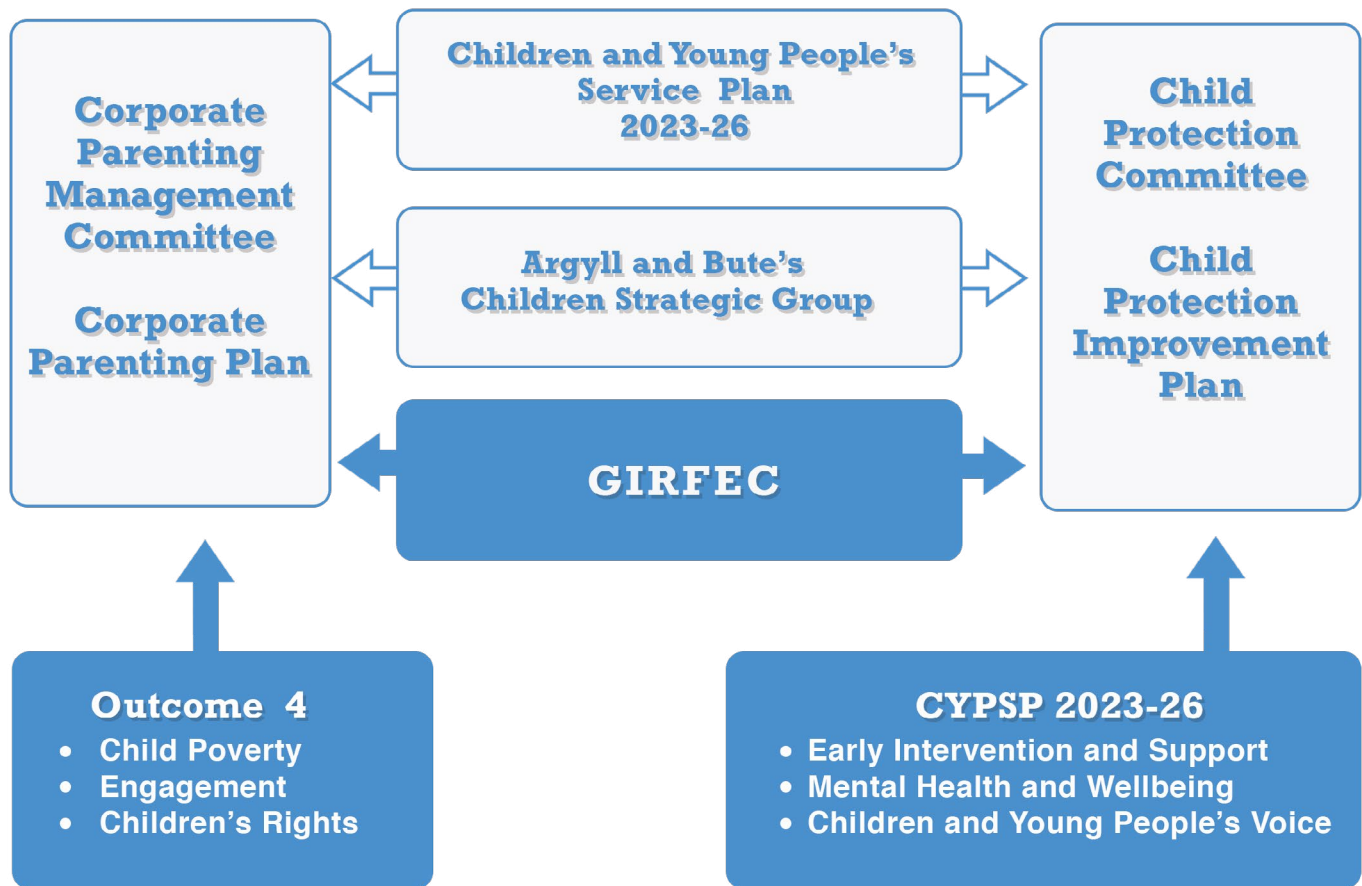 Corporate
Parenting
Management
Committee
Corporate
Parenting Plan
Children and Young People's
Service Plan
2023-26
Argyll and Bute's
Children Strategic Group
GIRFEC
Child
Protection
Committee
Child
Protection
Improvement
Plan
Outcome 4
• Child Poverty
• Engagement
• Children's Rights
CYPSP 2023-26
• Early Intervention and Support
• Mental Health and Wellbeing
• Children and Young People's Voice